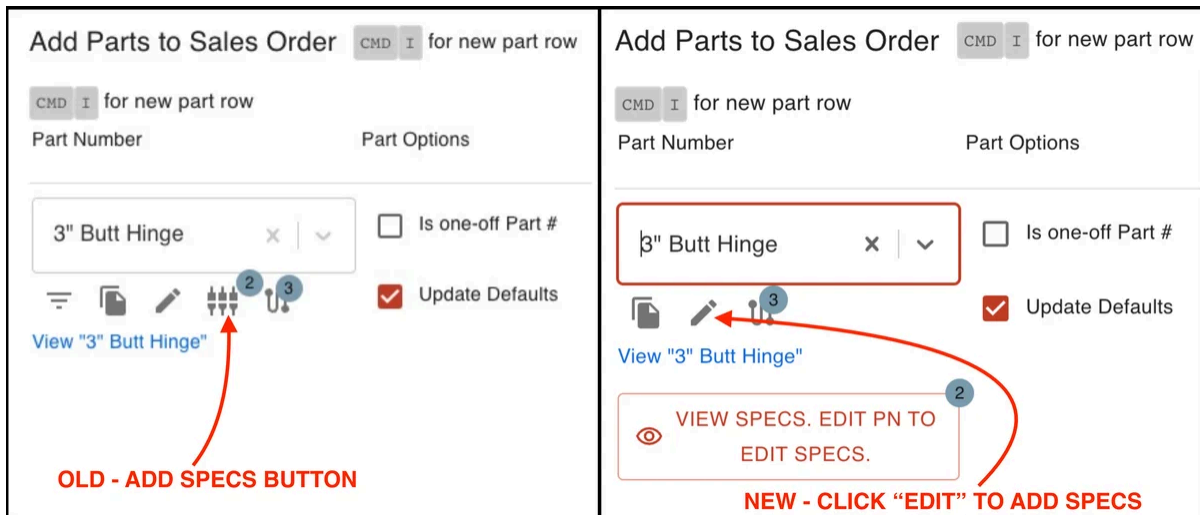 Add Parts to Sales Order CMD I for new part row
CMD I for new part row
Part Number Part Options
3" Butt Hinge
Is one-off Part #
2 3
Update Defaults
View "3" Butt Hinge"
OLD - ADD SPECS BUTTON
Add Parts to Sales Order CMD I for new part row
CMD I for new part row
Part Number Part Options
3" Butt Hinge
Is one-off Part #
3
Update Defaults
View "3" Butt Hinge"
2
VIEW SPECS. EDIT PN TO
EDIT SPECS.
NEW - CLICK “EDIT” TO ADD SPECS